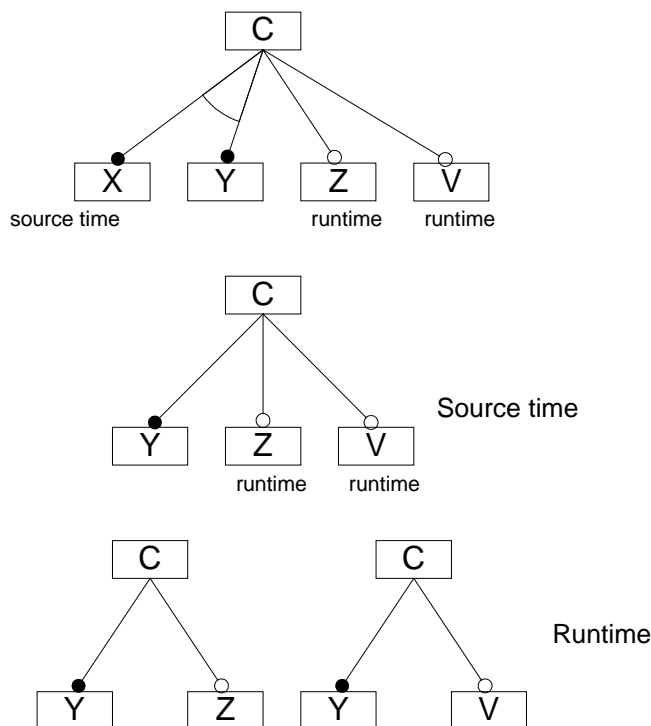 C
X Y Z V
source time runtime runtime
C
Source time
Y Z V
runtime runtime
C C
Runtime
Y Z Y V